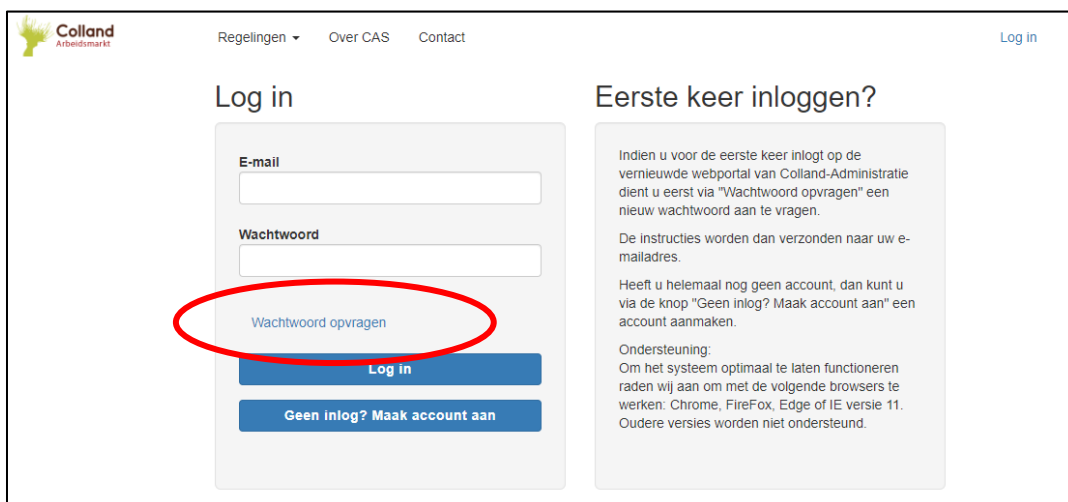 Colland
Arbeidsmarkt
Regelingen Over CAS Contact
Log in
Log in
E-mail
Wachtwoord
Wachtwoord opvragen
Log in
Geen inlog? Maak account aan
Eerste keer inloggen?
Indien u voor de eerste keer inlogt op de
vernieuwde webportal van Colland-Administratie
dient u eerst via "Wachtwoord opvragen" een
nieuw wachtwoord aan te vragen.
De instructies worden dan verzonden naar uw e-
mailadres.
Heeft u helemaal nog geen account, dan kunt u
via de knop "Geen inlog? Maak account aan" een
account aanmaken.
Ondersteuning:
Om het systeem optimaal te laten functioneren
raden wij aan om met de volgende browsers te
werken: Chrome, FireFox, Edge of IE versie 11.
Oudere versies worden niet ondersteund.